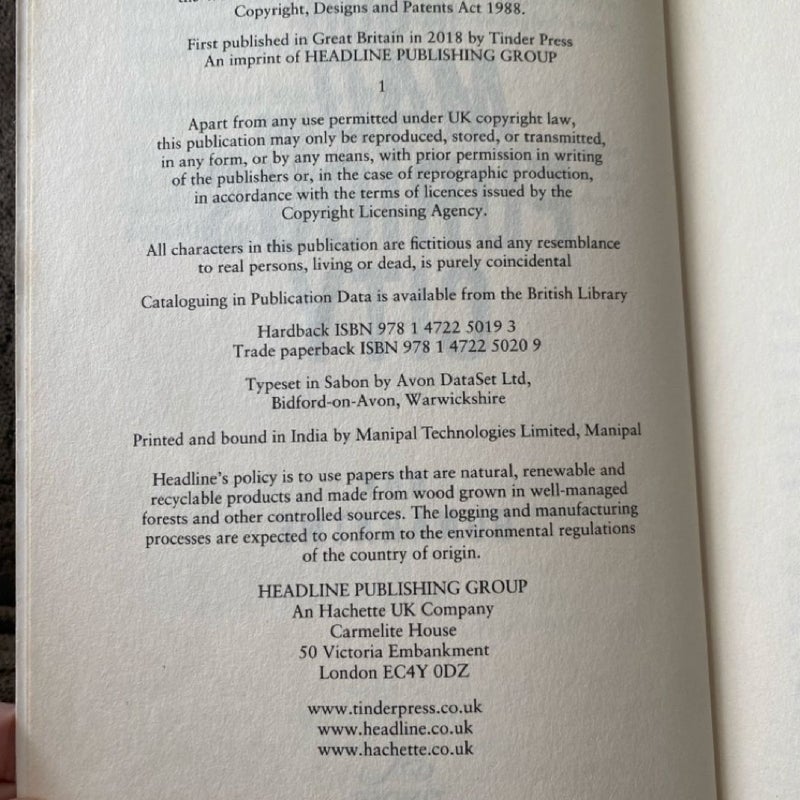 Copyright, Designs and Patents Act 1988.
First published in Great Britain in 2018 by Tinder Press
An imprint of HEADLINE PUBLISHING GROUP
1
Apart from any use permitted under UK copyright law,
this publication may only be reproduced, stored, or transmitted,
in any form, or by any means, with prior permission in writing
of the publishers or, in the case of reprographic production,
in accordance with the terms of licences issued by the
Copyright Licensing Agency.
All characters in this publication are fictitious and any resemblance
to real persons, living or dead, is purely coincidental
Cataloguing in Publication Data is available from the British Library
Hardback ISBN 978 1 4722 5019 3
Trade paperback ISBN 978 1 4722 5020 9
Typeset in Sabon by Avon DataSet Ltd,
Bidford-on-Avon, Warwickshire
Printed and bound in India by Manipal Technologies Limited, Manipal
Headline's policy is to use papers that are natural, renewable and
recyclable products and made from wood grown in well-managed
forests and other controlled sources. The logging and manufacturing
processes are expected to conform to the environmental regulations
of the country of origin.
HEADLINE PUBLISHING GROUP
An Hachette UK Company
Carmelite House
50 Victoria Embankment
London EC4Y 0DZ
www.tinderpress.co.uk
www.headline.co.uk
www.hachette.co.uk